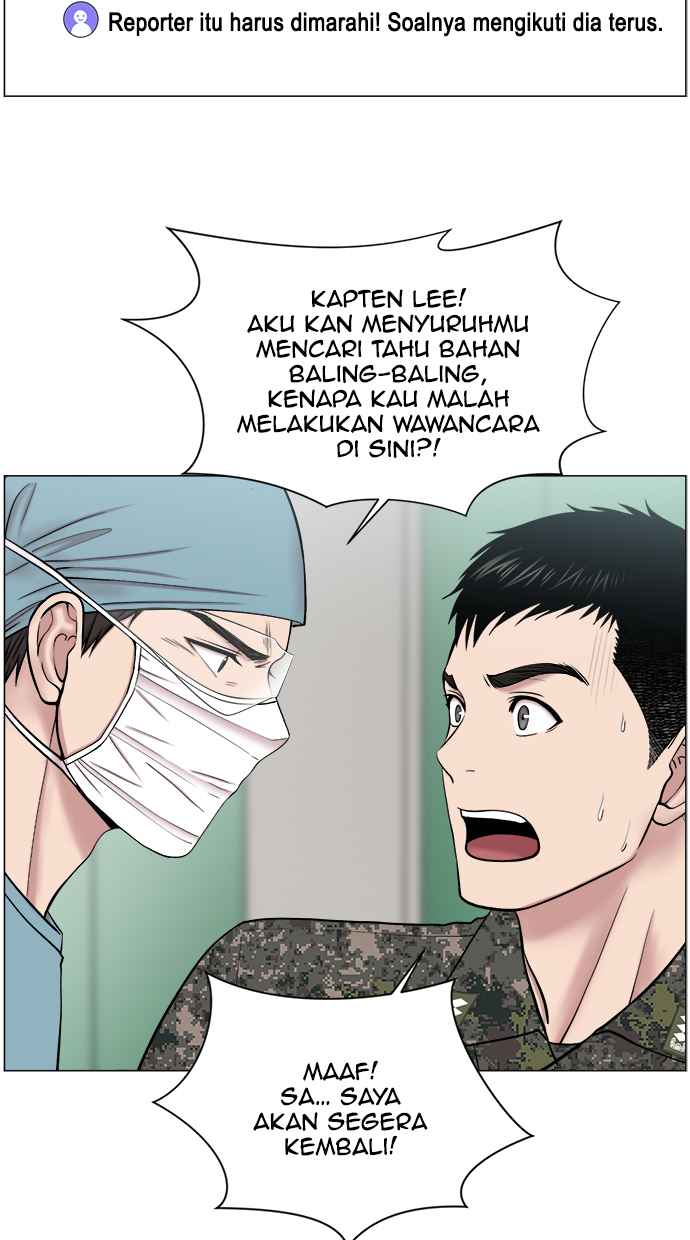 Reporter itu harus dimarahi! Soalnya mengikuti dia terus.
KAPTEN LEE!
AKU KAN MENYURUHMU
MENCARI TAHU BAHAN
BALING-BALING,
KENAPA KAU MALAH
MELAKUKAN WAWANCARA
DI SINI?!
MAAF!
SA... SAYA
AKAN SEGERA
KEMBALI!